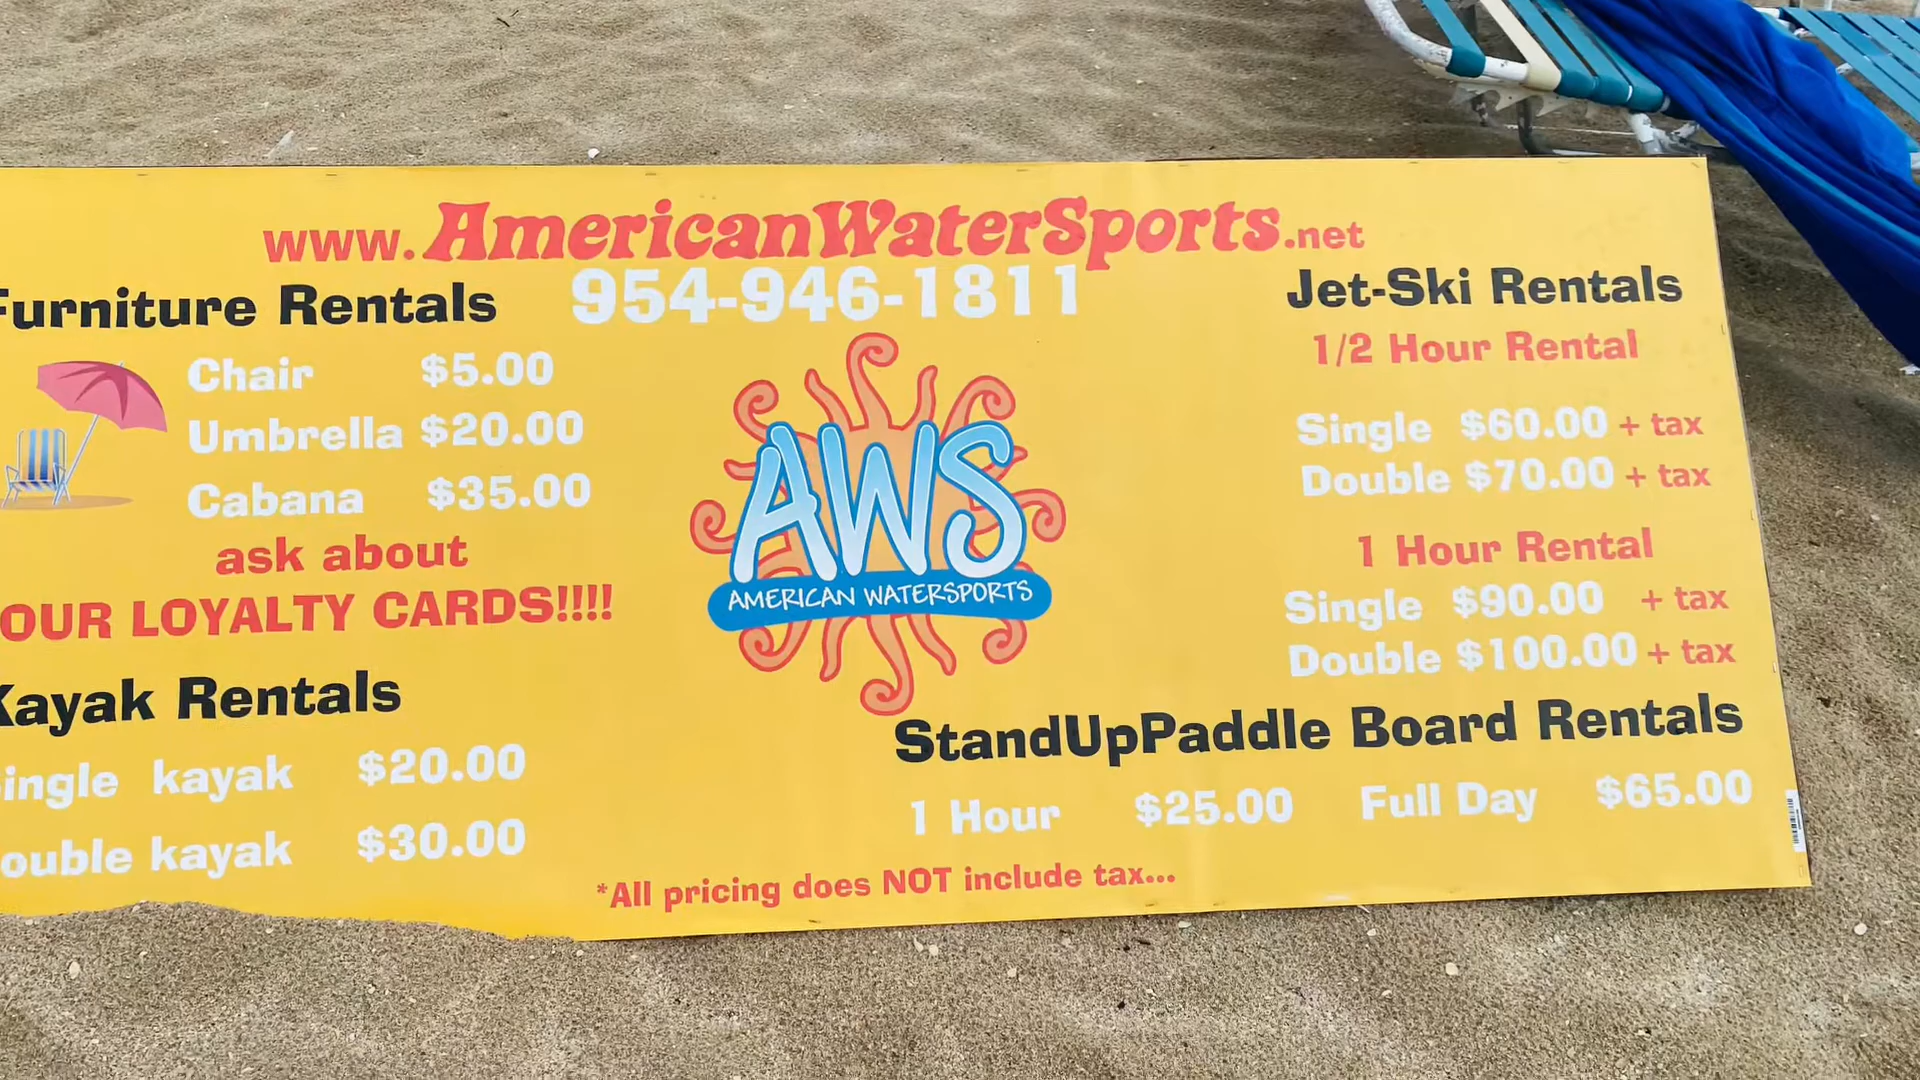 www.AmericanWaterSports.net
954-946-1811
Furniture Rentals
Chair $5.00
Umbrella $20.00
Cabana $35.00
ask about
OUR LOYALTY CARDS!!!!
Kayak Rentals
ingle kayak $20.00
ouble kayak $30.00
AWS
AMERICAN WATERSPORTS
Jet-Ski Rentals
1/2 Hour Rental
Single $60.00 + tax
Double $70.00 + tax
1 Hour Rental
Single $90.00 + tax
Double $100.00 + tax
StandUpPaddle Board Rentals
1 Hour $25.00 Full Day $65.00
*All pricing does NOT include tax...